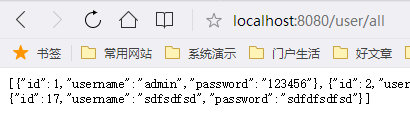 localhost:8080/user/all
书签 常用网站 系统演示 门户生活 好文章
[{"id":1,"username":"admin","password":"123456"},{"id":2,"user
{"id":17,"username":"sdfsdfsd","password":"sdfdfsdfsd"}]